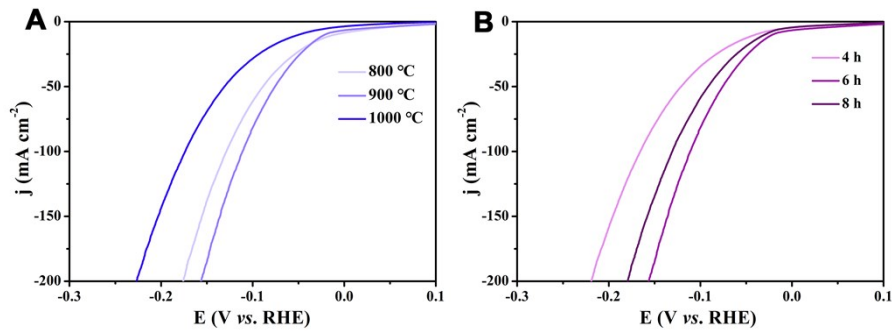 A
0
-50
-100
-150
-200
j (mA cm⁻²)
800 °C
900 °C
1000 °C
-0.3 -0.2 -0.1 0.0 0.1
E (V vs. RHE)
B
0
-50
-100
-150
-200
j (mA cm⁻²)
4 h
6 h
8 h
-0.3 -0.2 -0.1 0.0 0.1
E (V vs. RHE)